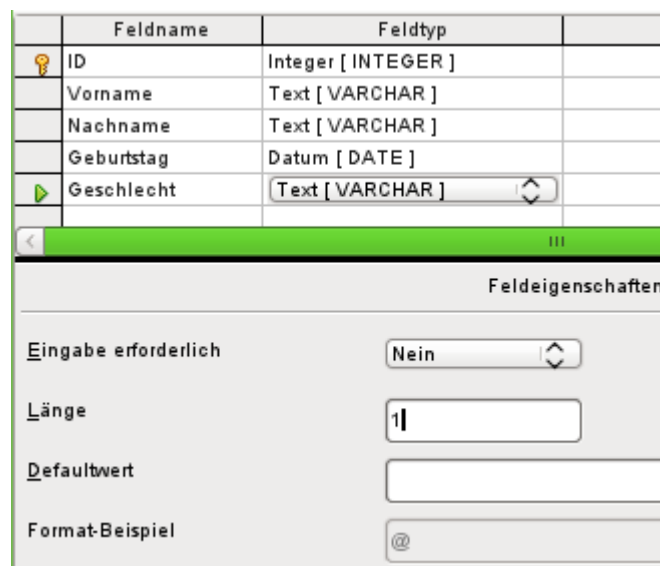 Feldname Feldtyp
ID Integer [ INTEGER ]
Vorname Text [ VARCHAR ]
Nachname Text [ VARCHAR ]
Geburtstag Datum [ DATE ]
Geschlecht Text [ VARCHAR ]
Feldeigenschaften
Eingabe erforderlich Nein
Länge 1
Defaultwert
Format-Beispiel @